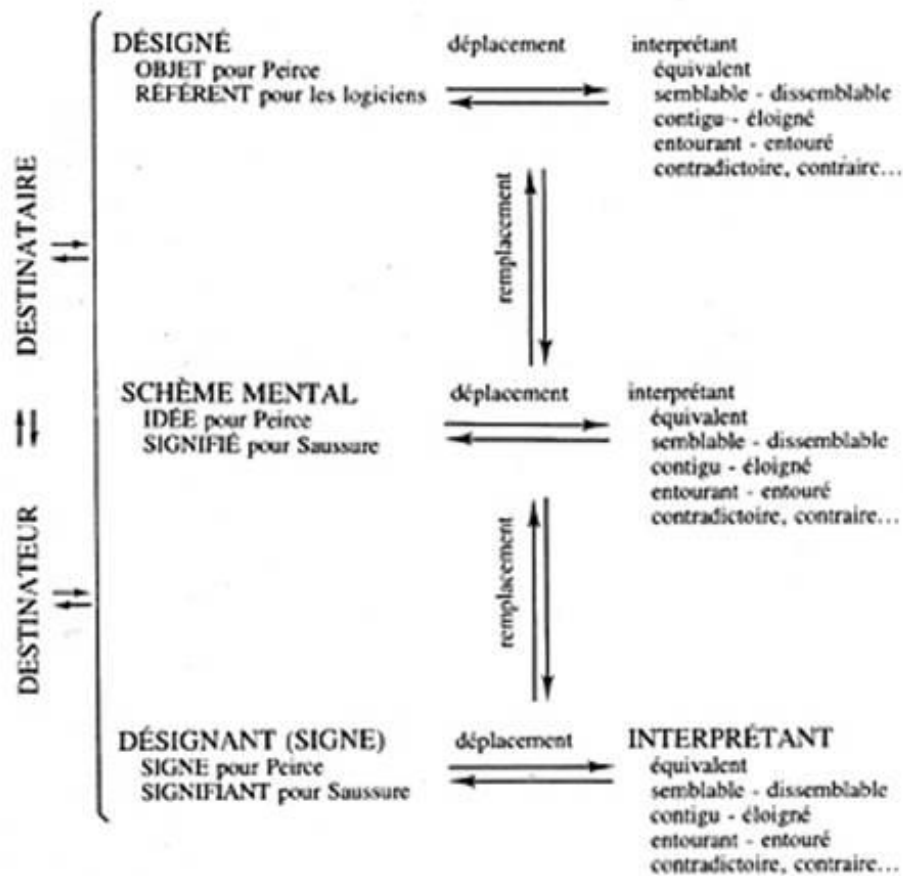 DÉSIGNÉ
OBJET pour Peirce
RÉFÉRENT pour les logiciens
déplacement
interprétant
équivalent
semblable - dissemblable
contigu - éloigné
entourant - entouré
contradictoire, contraire...
DESTINATAIRE
remplacement
SCHÈME MENTAL
IDÉE pour Peirce
SIGNIFIÉ pour Saussure
déplacement
interprétant
équivalent
semblable - dissemblable
contigu - éloigné
entourant - entouré
contradictoire, contraire...
DESTINATEUR
remplacement
DÉSIGNANT (SIGNE)
SIGNE pour Peirce
SIGNIFIANT pour Saussure
déplacement
INTERPRÉTANT
équivalent
semblable - dissemblable
contigu - éloigné
entourant - entouré
contradictoire, contraire...